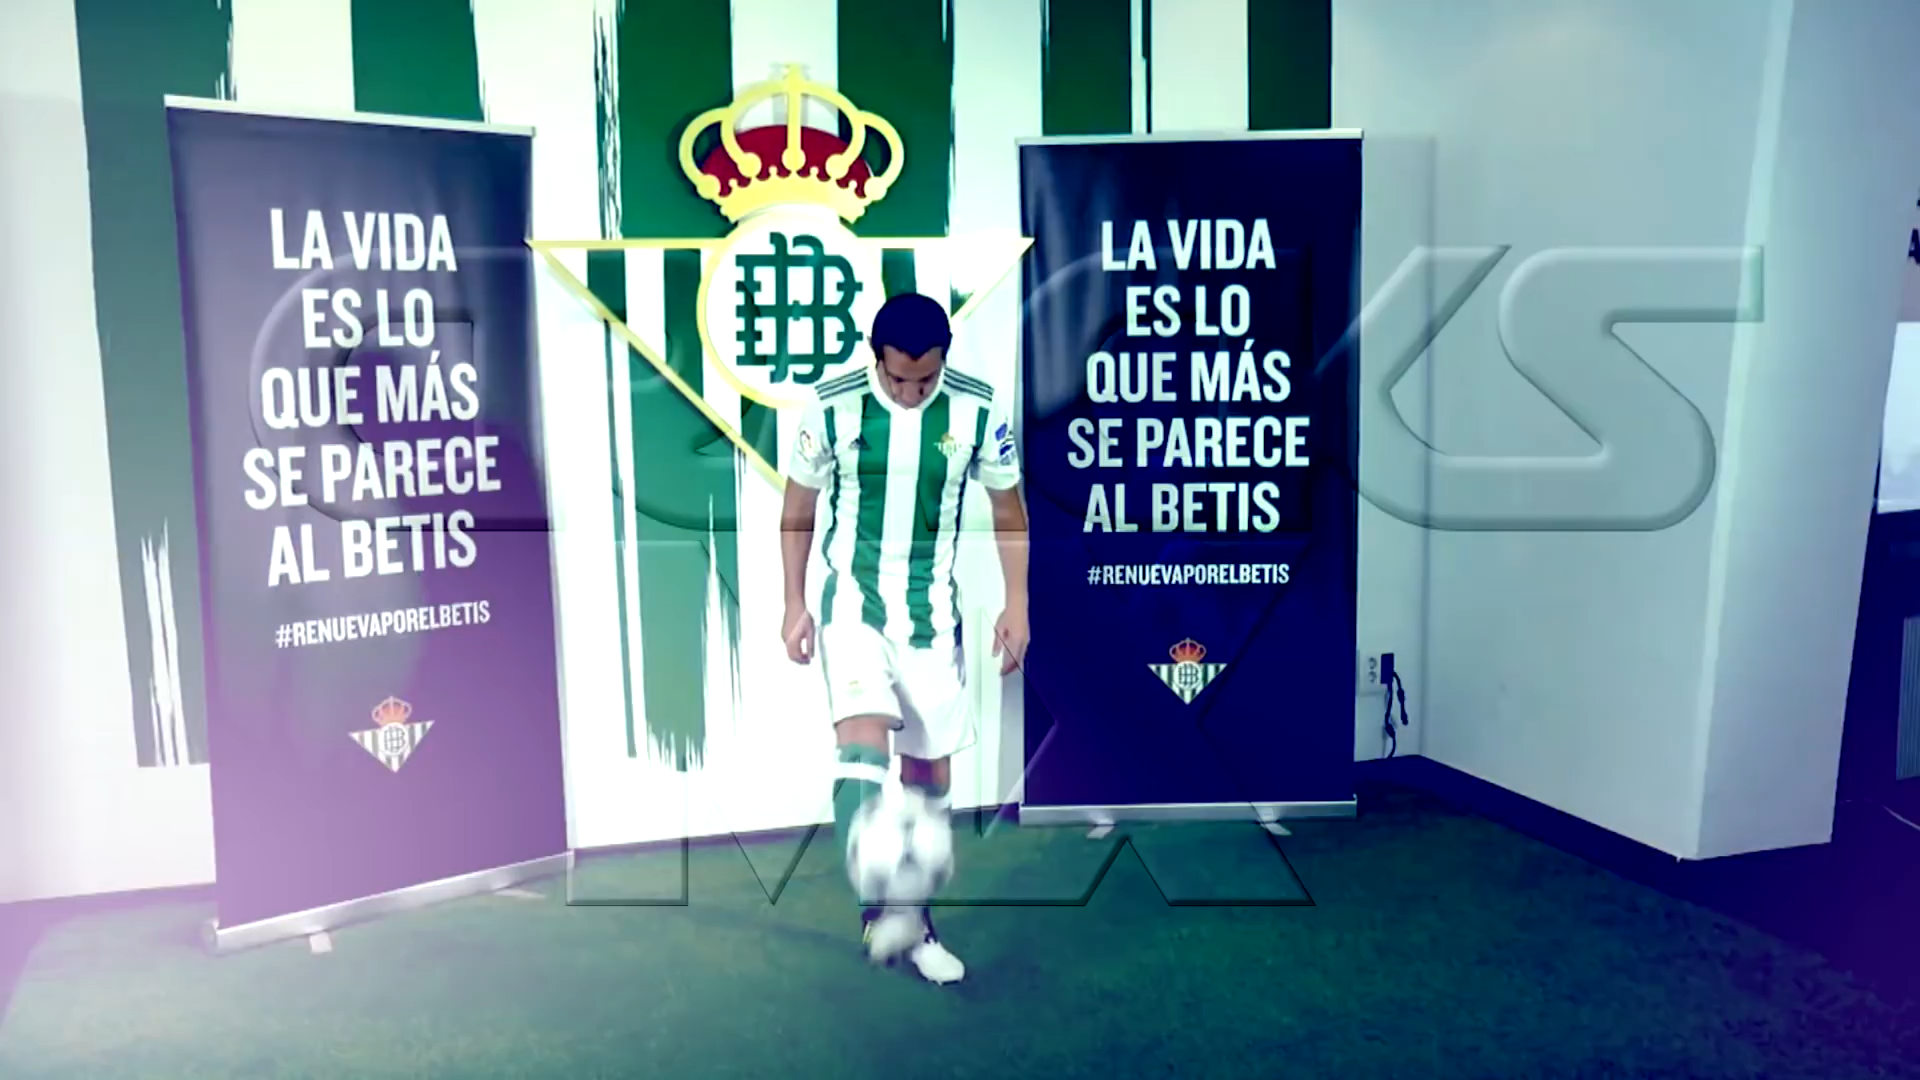 LA VIDA
ES LO
QUE MÁS
SE PARECE
AL BETIS
#RENUEVAPORELBETIS
LA VIDA
ES LO
QUE MÁS
SE PARECE
AL BETIS
#RENUEVAPORELBETIS